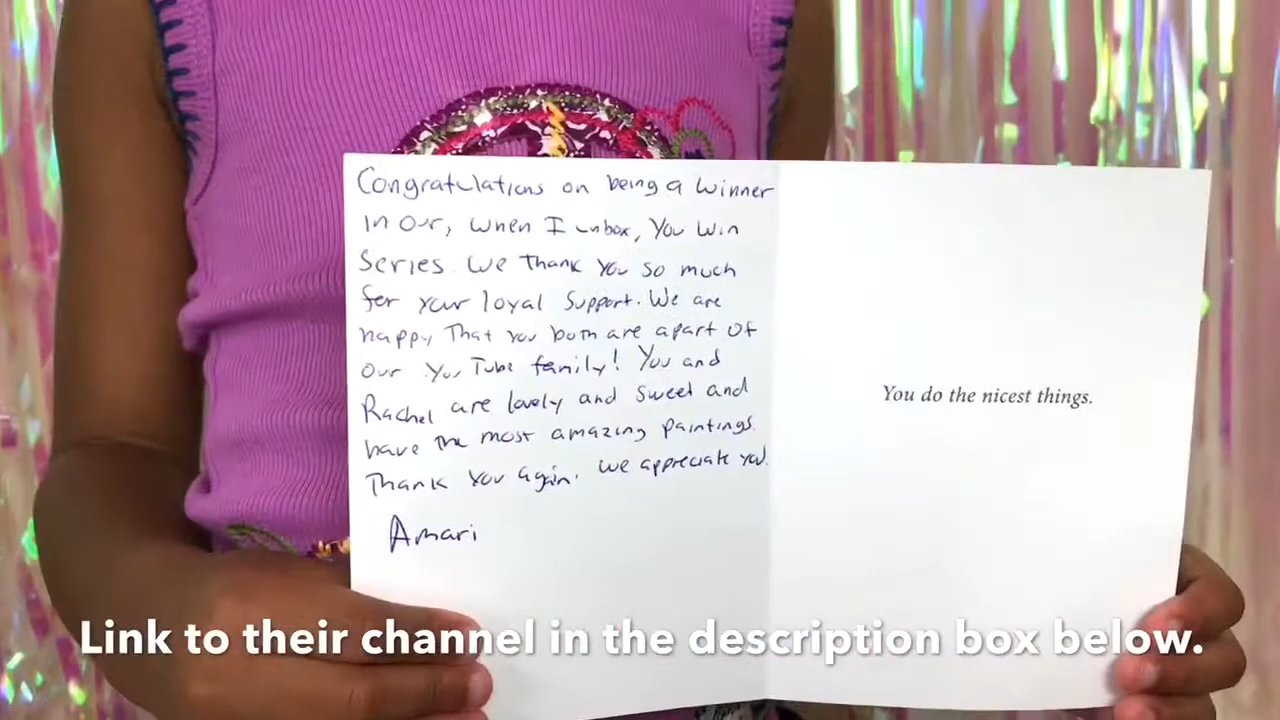 Congratulations on being a winner
in Our, When I unbox, You Win
Series. We thank you so much
for your loyal support. We are
happy That you both are apart of
our YouTube family! You and
Rachel are lovely and sweet and
have the most amazing paintings.
Thank you again. We appreciate you.
Amari
You do the nicest things.
Link to their channel in the description box below.